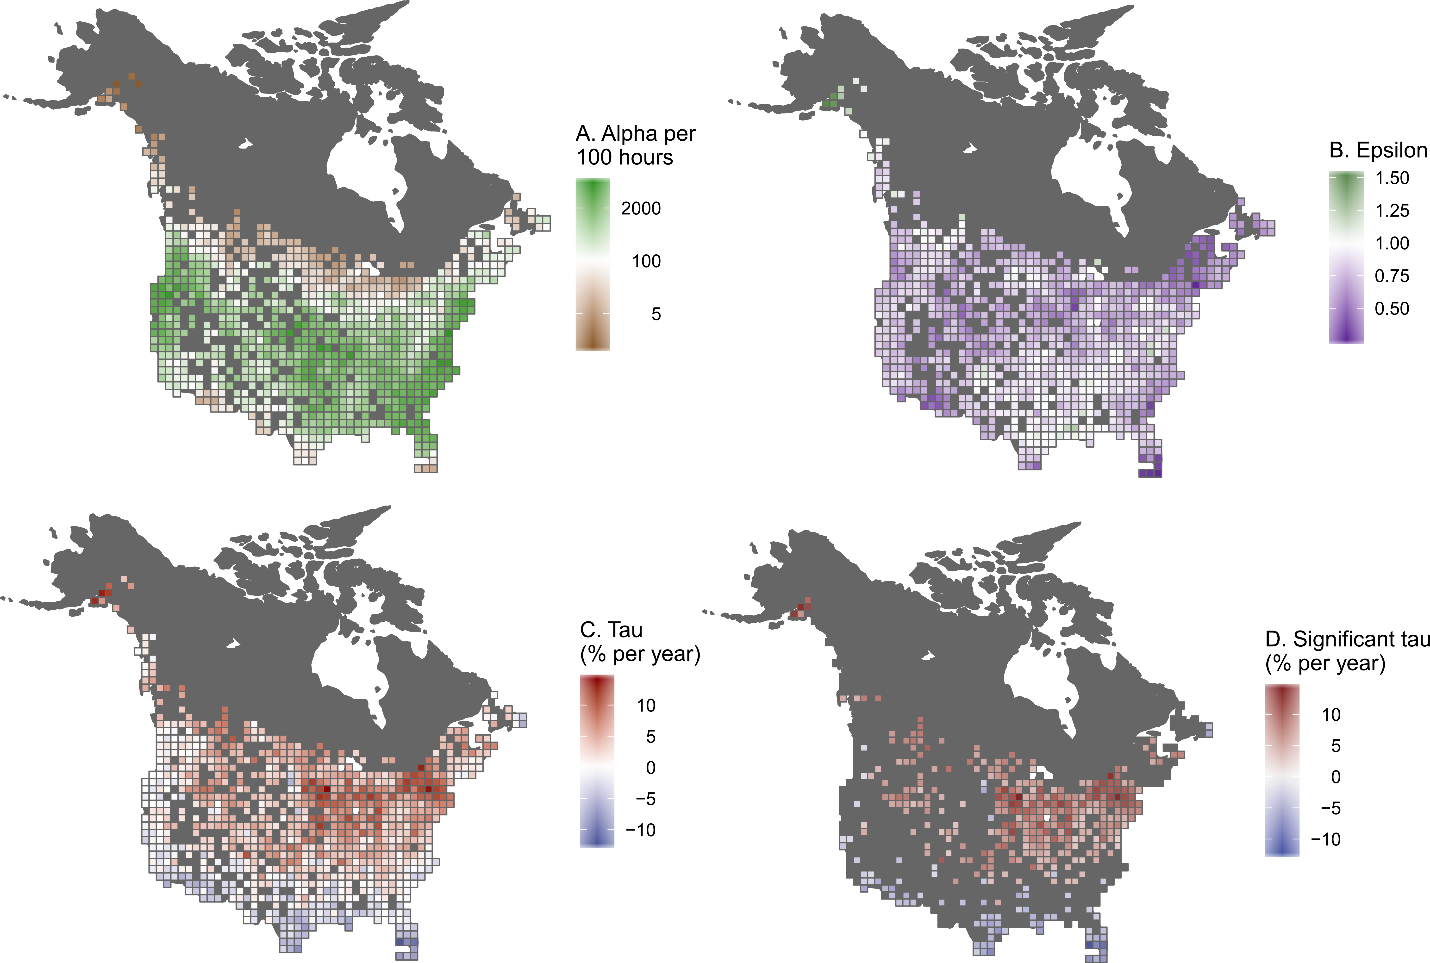 A. Alpha per
100 hours
2000
100
5
B. Epsilon
1.50
1.25
1.00
0.75
0.50
C. Tau
(% per year)
10
5
0
−5
−10
D. Significant tau
(% per year)
10
5
0
−5
−10